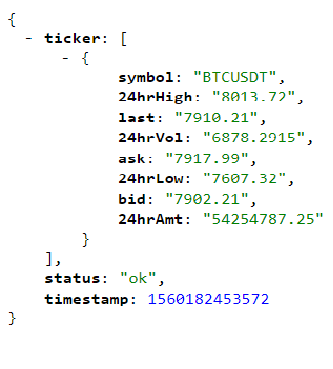 {
- ticker: [
- {
symbol: "BTCUSDT",
24hrHigh: "8013.72",
last: "7910.21",
24hrVol: "6878.2915",
ask: "7917.99",
24hrLow: "7607.32",
bid: "7902.21",
24hrAmt: "54254787.25"
}
],
status: "ok",
timestamp: 1560182453572
}